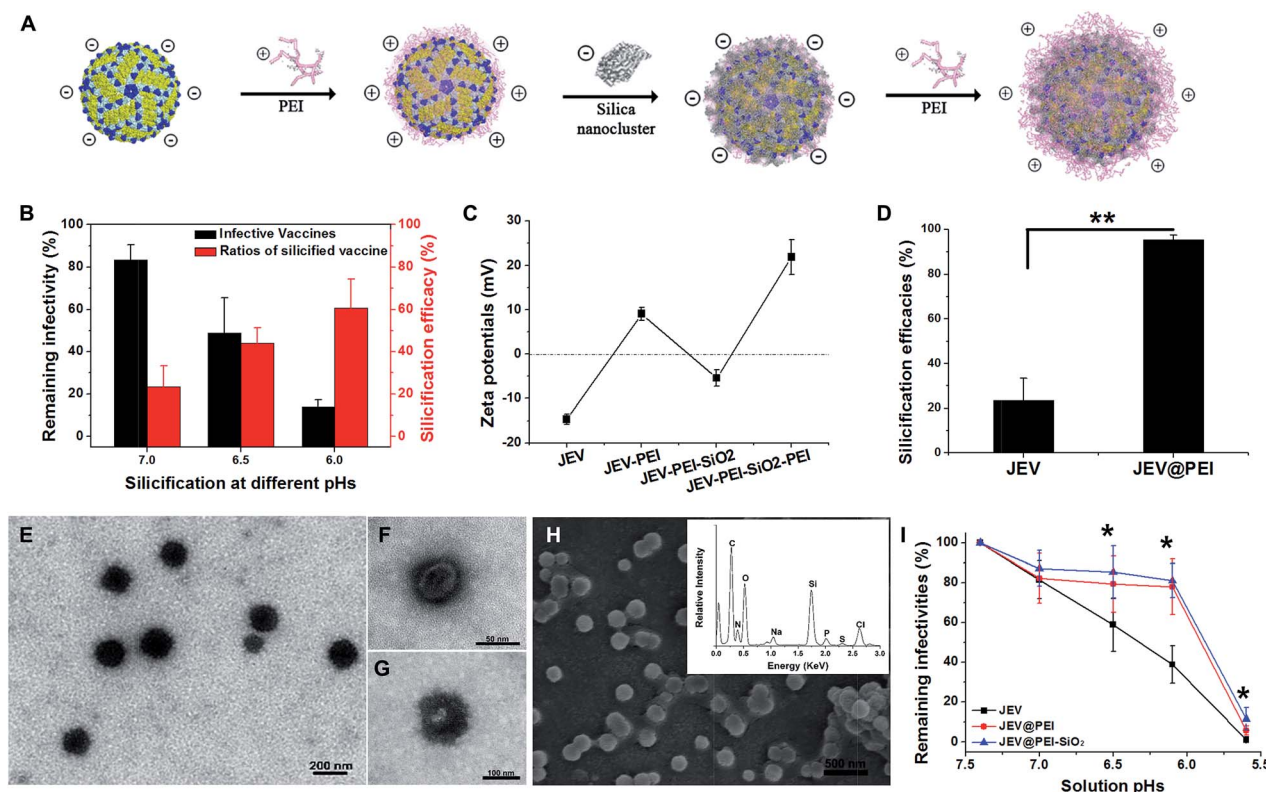 A
PEI
Silica
nanocluster
PEI
B
Remaining infectivity (%)
100
80
60
40
20
0
Infective Vaccines
Ratios of silicified vaccine
100
80
60
40
20
0
Silicification efficacy (%)
7.0 6.5 6.0
Silicification at different pHs
C
Zeta potentials (mV)
30
20
10
0
-10
-20
JEV
JEV-PEI
JEV-PEI-SiO2
JEV-PEI-SiO2-PEI
D
Silicification efficacies (%)
100
80
60
40
20
0
**
JEV JEV@PEI
E
200 nm
F
50 nm
G
100 nm
H
500 nm
Relative Intensity
C
N
O
Na
Si
P
S
Cl
0.0 0.5 1.0 1.5 2.0 2.5 3.0
Energy (KeV)
I
Remaining infectivities (%)
100
80
60
40
20
0
*
*
*
JEV
JEV@PEI
JEV@PEI-SiO₂
7.5 7.0 6.5 6.0 5.5
Solution pHs